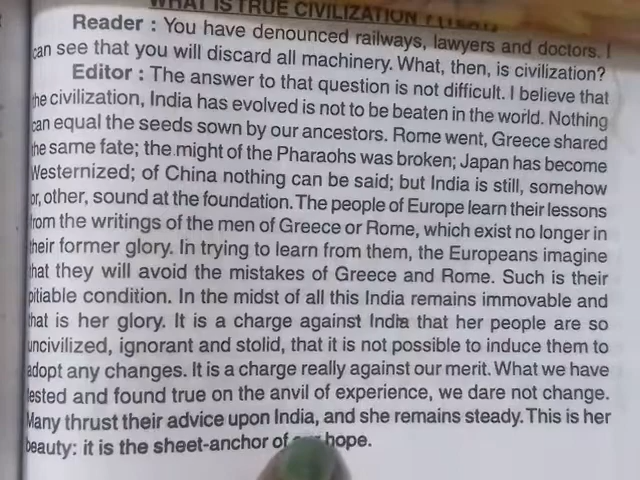 WHAT IS TRUE CIVILIZATION ? (TEXT)
Reader : You have denounced railways, lawyers and doctors. I
can see that you will discard all machinery. What, then, is civilization?
Editor : The answer to that question is not difficult. I believe that
the civilization, India has evolved is not to be beaten in the world. Nothing
can equal the seeds sown by our ancestors. Rome went, Greece shared
the same fate; the might of the Pharaohs was broken; Japan has become
Westernized; of China nothing can be said; but India is still, somehow
or, other, sound at the foundation. The people of Europe learn their lessons
from the writings of the men of Greece or Rome, which exist no longer in
their former glory. In trying to learn from them, the Europeans imagine
that they will avoid the mistakes of Greece and Rome. Such is their
pitiable condition. In the midst of all this India remains immovable and
that is her glory. It is a charge against India that her people are so
uncivilized, ignorant and stolid, that it is not possible to induce them to
adopt any changes. It is a charge really against our merit. What we have
tested and found true on the anvil of experience, we dare not change.
Many thrust their advice upon India, and she remains steady. This is her
beauty: it is the sheet-anchor of hope.